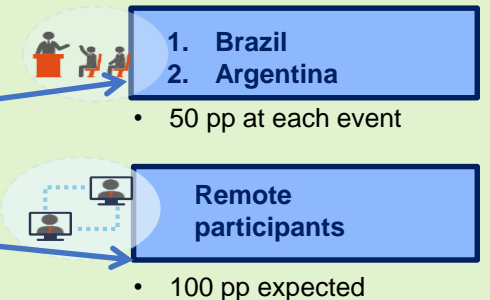 1. Brazil
2. Argentina
• 50 pp at each event
Remote
participants
• 100 pp expected